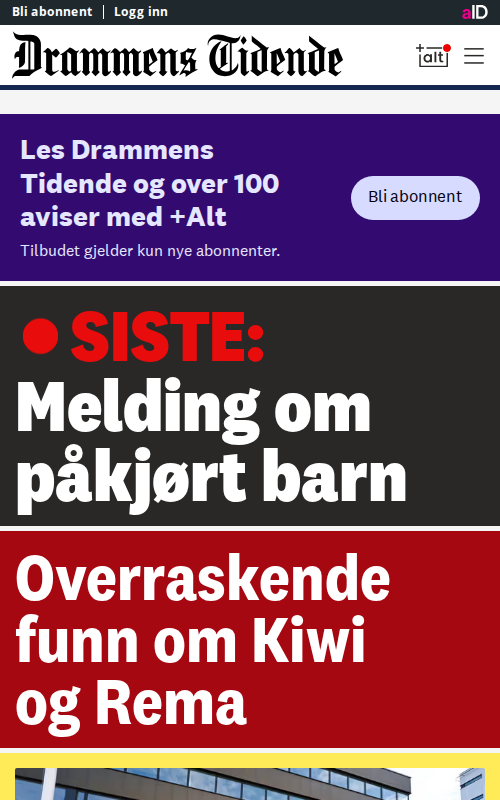 Bli abonnent | Logg inn
aID
Drammens Tidende
+alt
Les Drammens
Tidende og over 100
aviser med +Alt
Bli abonnent
Tilbudet gjelder kun nye abonnenter.
SISTE:
Melding om
påkjørt barn
Overraskende
funn om Kiwi
og Rema